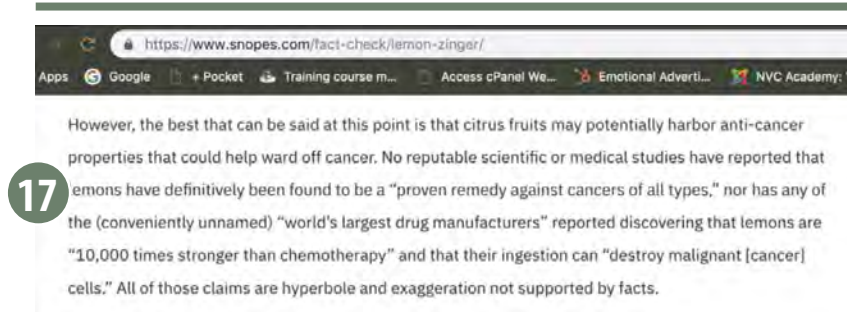 https://www.snopes.com/fact-check/lemon-zinger/
Apps Google + Pocket Training course m... Access cPanel We... Emotional Adverti... NVC Academy:
However, the best that can be said at this point is that citrus fruits may potentially harbor anti-cancer
properties that could help ward off cancer. No reputable scientific or medical studies have reported that
17 lemons have definitively been found to be a “proven remedy against cancers of all types,” nor has any of
the (conveniently unnamed) “world's largest drug manufacturers” reported discovering that lemons are
“10,000 times stronger than chemotherapy” and that their ingestion can “destroy malignant [cancer]
cells.” All of those claims are hyperbole and exaggeration not supported by facts.